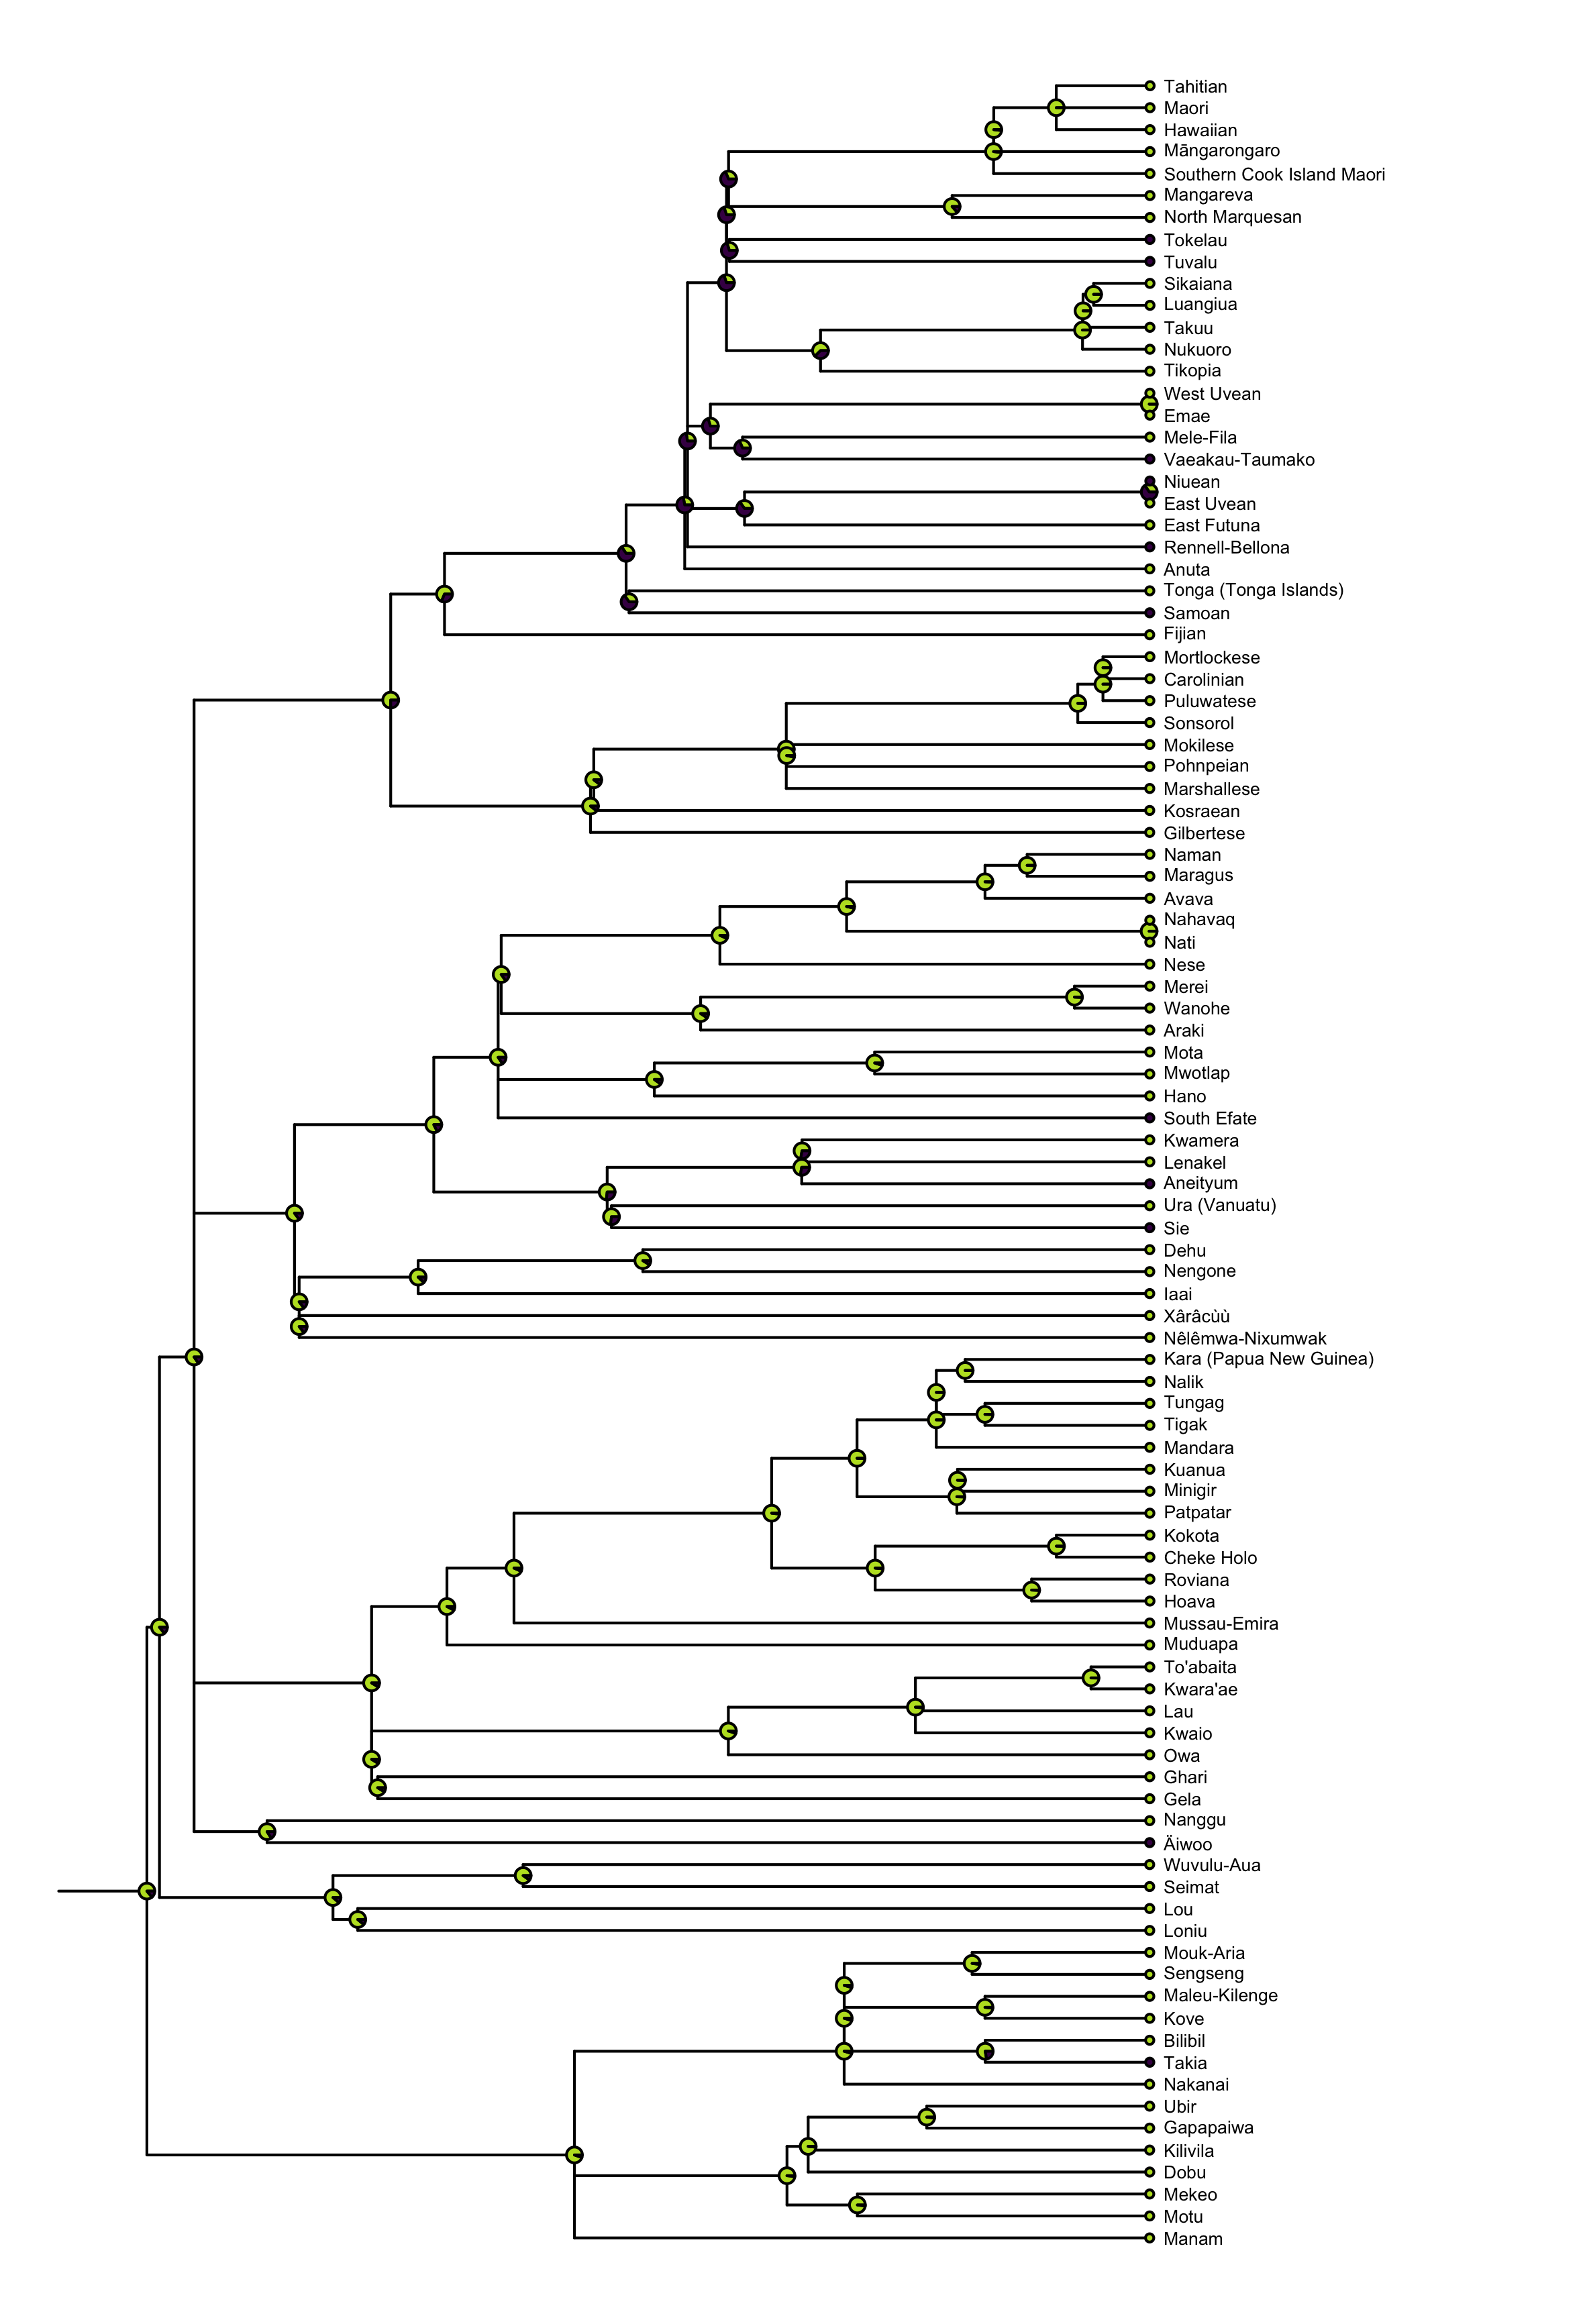 Tahitian
Maori
Hawaiian
Māngarongaro
Southern Cook Island Maori
Mangareva
North Marquesan
Tokelau
Tuvalu
Sikaiana
Luangiua
Takuu
Nukuoro
Tikopia
West Uvean
Emae
Mele-Fila
Vaeakau-Taumako
Niuean
East Uvean
East Futuna
Rennell-Bellona
Anuta
Tonga (Tonga Islands)
Samoan
Fijian
Mortlockese
Carolinian
Puluwatese
Sonsorol
Mokilese
Pohnpeian
Marshallese
Kosraean
Gilbertese
Naman
Maragus
Avava
Nahavaq
Nati
Nese
Merei
Wanohe
Araki
Mota
Mwotlap
Hano
South Efate
Kwamera
Lenakel
Aneityum
Ura (Vanuatu)
Sie
Dehu
Nengone
Iaai
Xârâcùù
Nêlêmwa-Nixumwak
Kara (Papua New Guinea)
Nalik
Tungag
Tigak
Mandara
Kuanua
Minigir
Patpatar
Kokota
Cheke Holo
Roviana
Hoava
Mussau-Emira
Muduapa
To'abaita
Kwara'ae
Lau
Kwaio
Owa
Ghari
Gela
Nanggu
Äiwoo
Wuvulu-Aua
Seimat
Lou
Loniu
Mouk-Aria
Sengseng
Maleu-Kilenge
Kove
Bilibil
Takia
Nakanai
Ubir
Gapapaiwa
Kilivila
Dobu
Mekeo
Motu
Manam